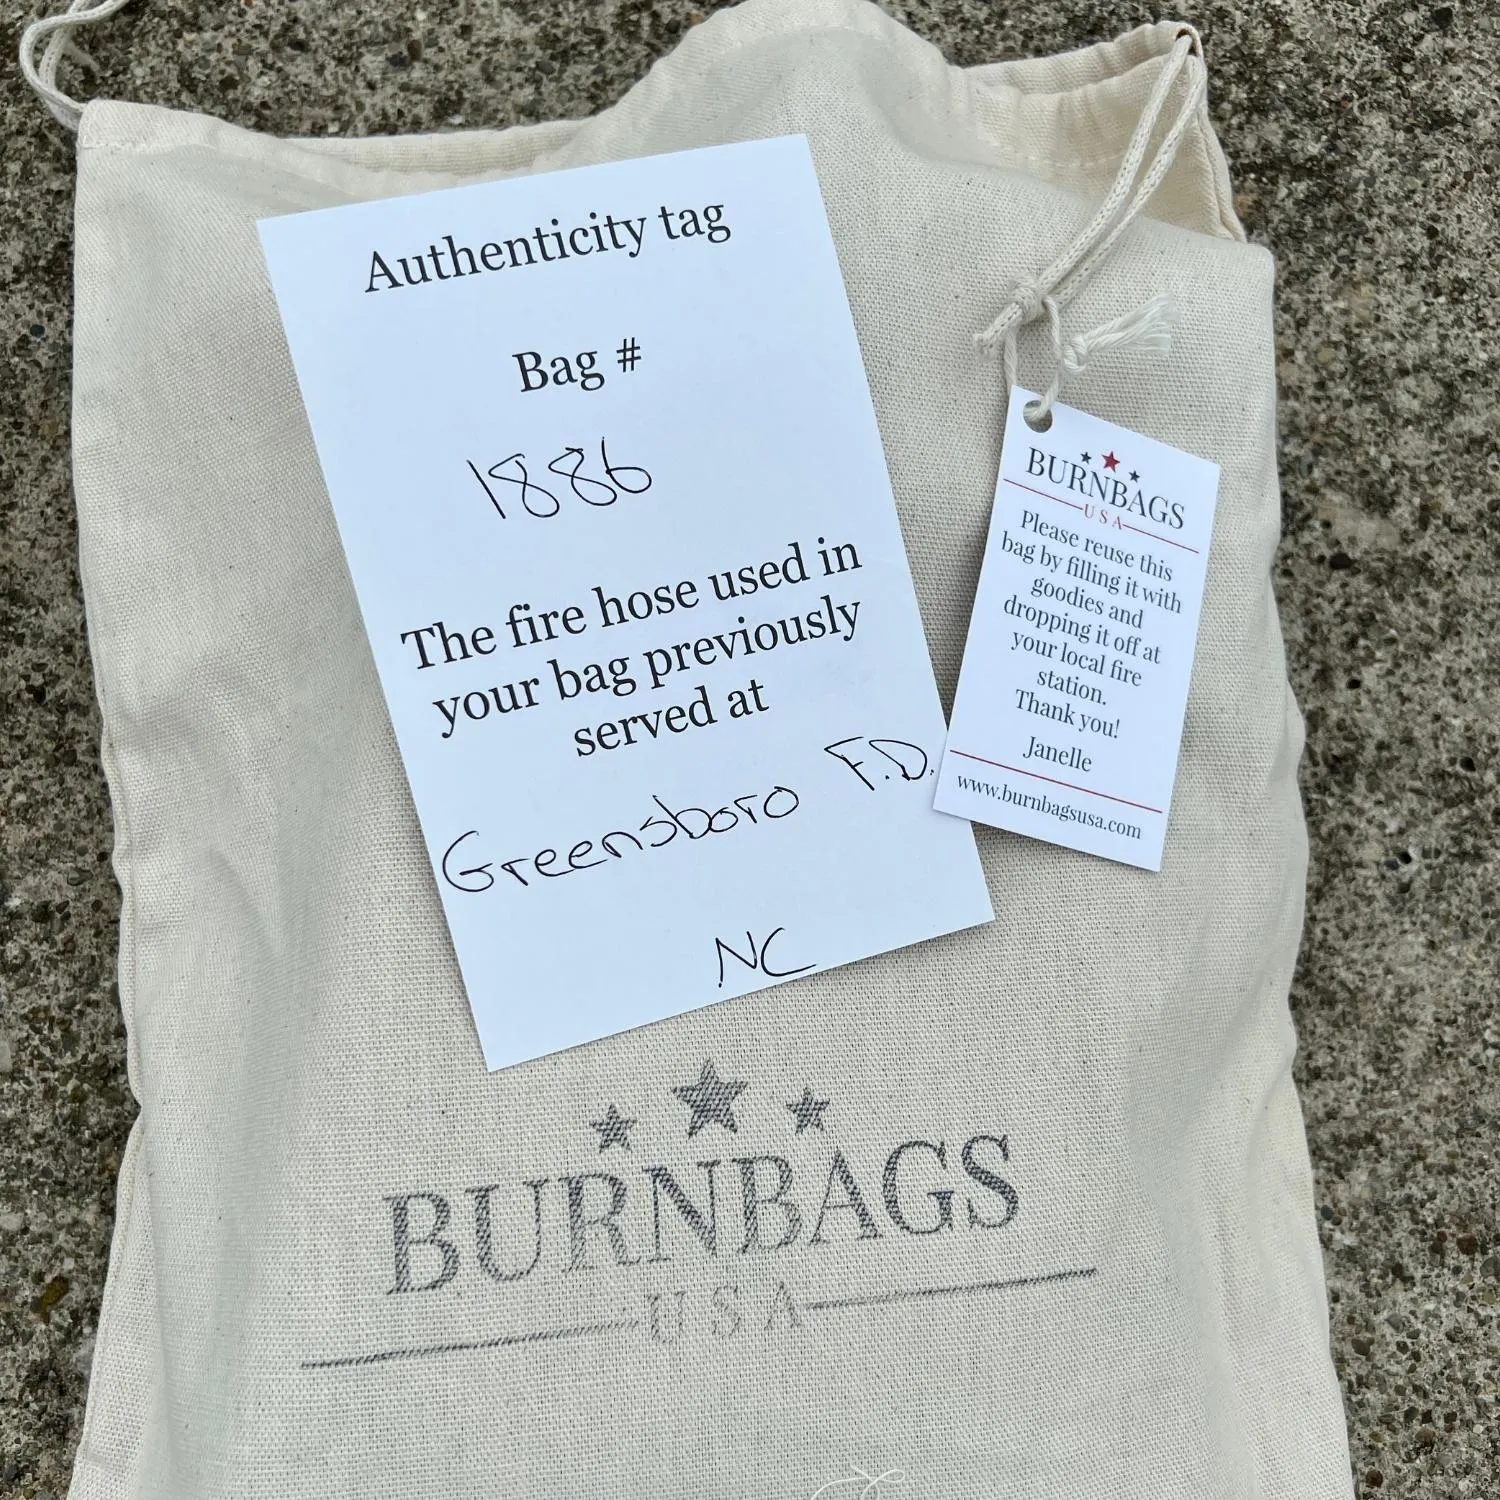 Authenticity tag
Bag #
1886
The fire hose used in
your bag previously
served at
Greensboro F.D.
NC
BURNBAGS
USA
Please reuse this
bag by filling it with
goodies and
dropping it off at
your local fire
station.
Thank you!
Janelle
www.burnbagsusa.com
BURNBAGS
USA